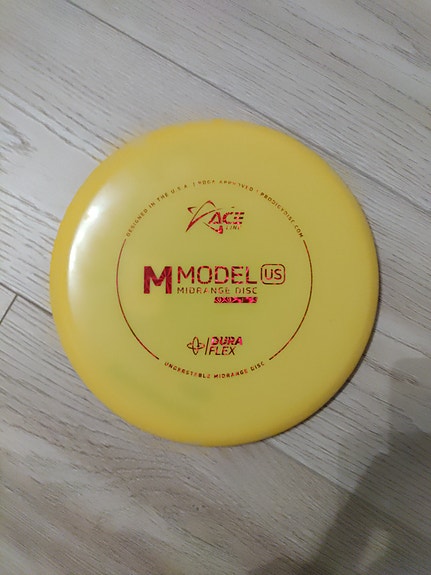 DESIGNED IN THE U.S.A. | PDGA APPROVED | PRODIGYDISC.COM
ACE
LINE
M MODEL US
MIDRANGE DISC
DURA
FLEX
UNDERSTABLE MIDRANGE DISC